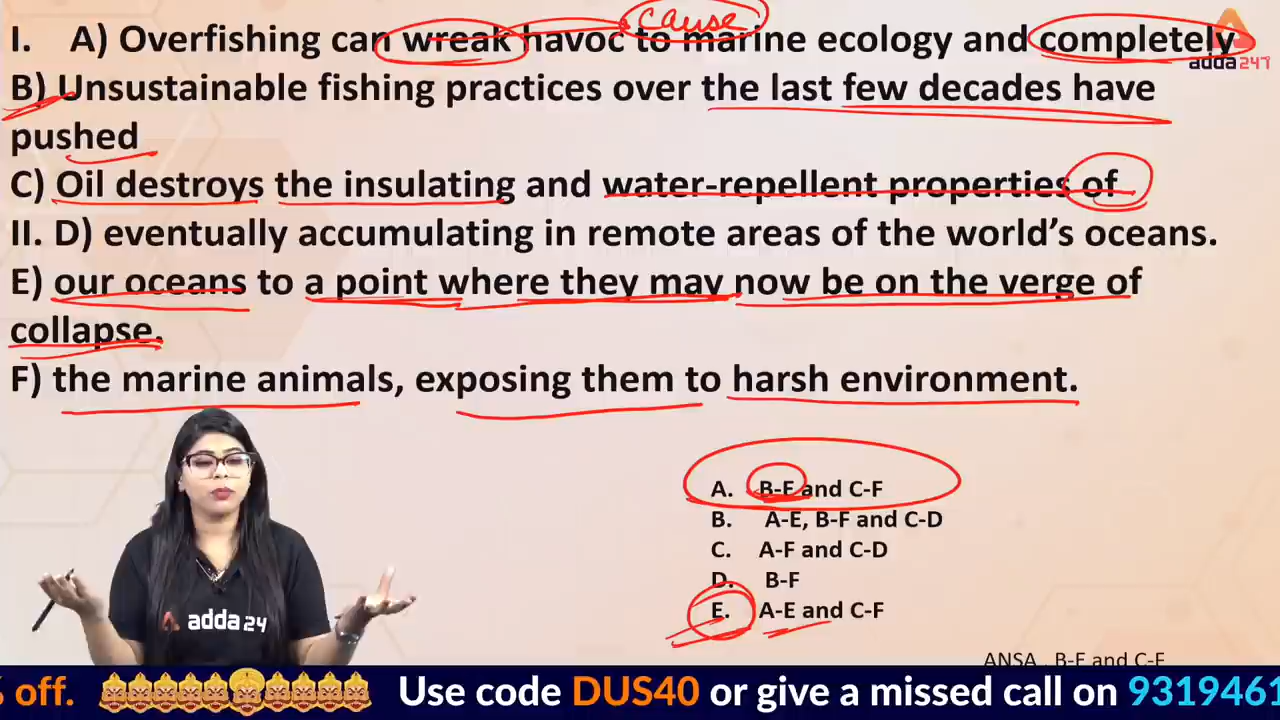 cause
I. A) Overfishing can wreak havoc to marine ecology and completely
adda247
B) Unsustainable fishing practices over the last few decades have
pushed
C) Oil destroys the insulating and water-repellent properties of
II. D) eventually accumulating in remote areas of the world’s oceans.
E) our oceans to a point where they may now be on the verge of
collapse.
F) the marine animals, exposing them to harsh environment.
A. B-E and C-F
B. A-E, B-F and C-D
C. A-F and C-D
D. B-F
E. A-E and C-F
adda24
ANSA . B-E and C-F
% off. Use code DUS40 or give a missed call on 9319461